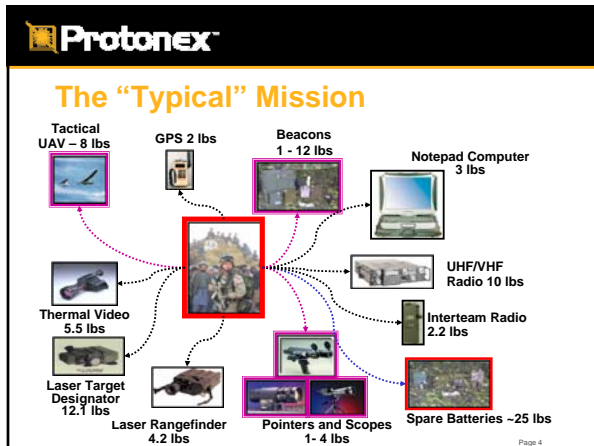 Protonex
The "Typical" Mission
Tactical
UAV – 8 lbs
GPS 2 lbs
Beacons
1 - 12 lbs
Notepad Computer
3 lbs
Thermal Video
5.5 lbs
UHF/VHF
Radio 10 lbs
Interteam Radio
2.2 lbs
Laser Target
Designator
12.1 lbs
Laser Rangefinder
4.2 lbs
Pointers and Scopes
1- 4 lbs
Spare Batteries ~25 lbs
Page 4